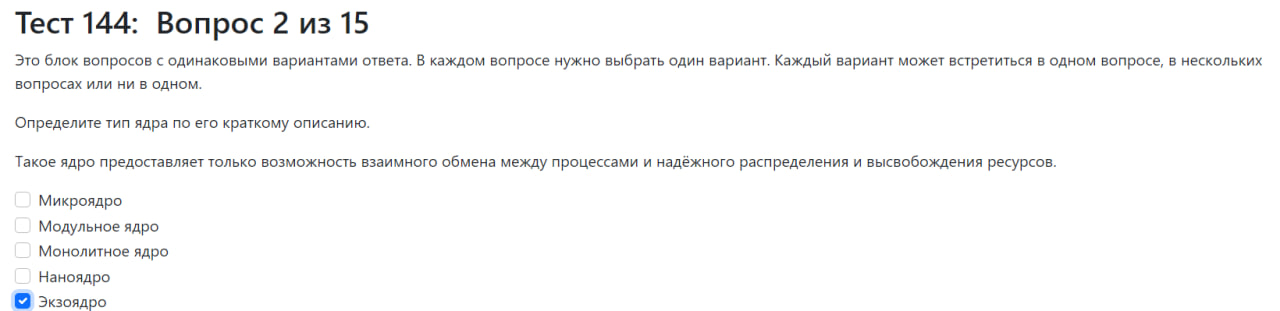 Тест 144:  Вопрос 2 из 15
Это блок вопросов с одинаковыми вариантами ответа. В каждом вопросе нужно выбрать один вариант. Каждый вариант может встретиться в одном вопросе, в нескольких
вопросах или ни в одном.
Определите тип ядра по его краткому описанию.
Такое ядро предоставляет только возможность взаимного обмена между процессами и надёжного распределения и высвобождения ресурсов.
Микроядро
Модульное ядро
Монолитное ядро
Наноядро
Экзоядро